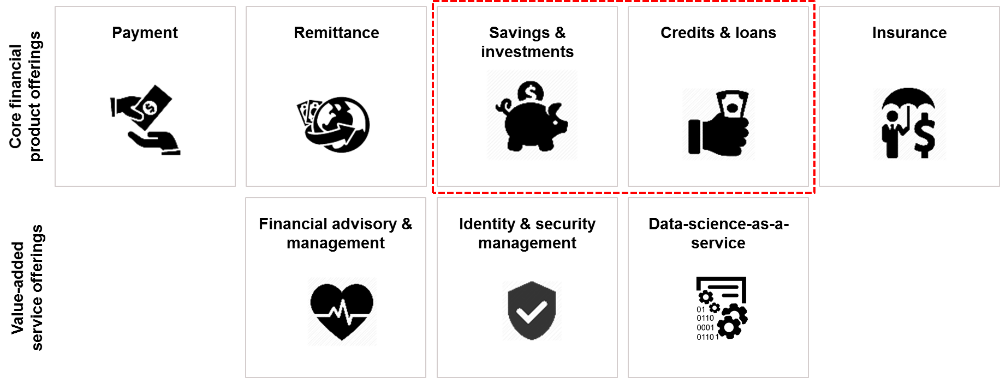 Core financial
product offerings
Payment
Remittance
Savings &
investments
Credits & loans
Insurance
$
$
$
Value-added
service offerings
Financial advisory &
management
Identity & security
management
Data-science-as-a-
service
01
0110
0001
0110 1